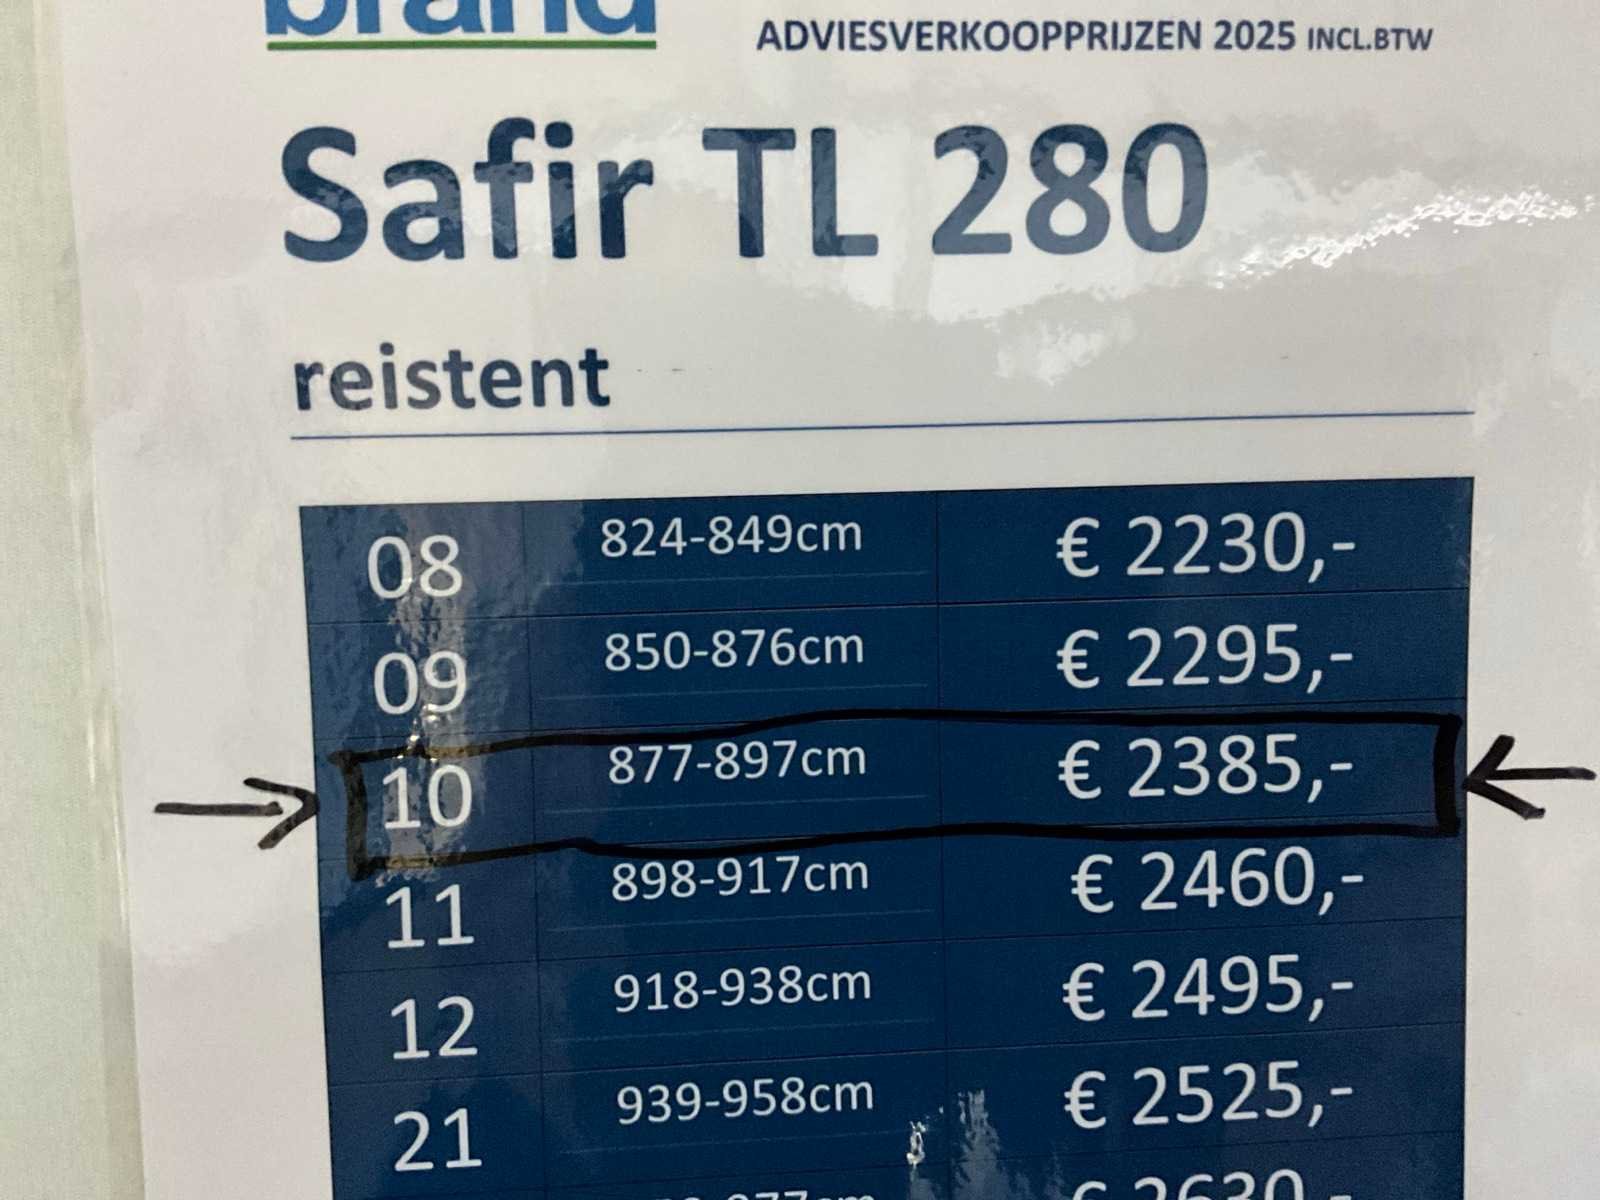 brand
ADVIESVERKOOPPRIJZEN 2025 INCL.BTW
Safir TL 280
reistent
08 824-849cm € 2230,-
09 850-876cm € 2295,-
10 877-897cm € 2385,-
11 898-917cm € 2460,-
12 918-938cm € 2495,-
21 939-958cm € 2525,-